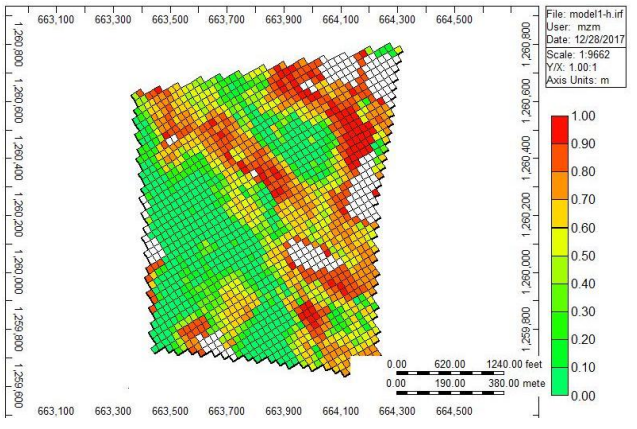 663,100 663,300 663,500 663,700 663,900 664,100 664,300 664,500
File: model1-h.irf
User: mzm
Date: 12/28/2017
Scale: 1:9662
Y/X: 1.00:1
Axis Units: m
1,260,800 1,260,800
1,260,600 1,260,600
1,260,400 1,260,400
1,260,200 1,260,200
1,260,000 1,260,000
1,259,800 1,259,800
1,259,600
1.00
0.90
0.80
0.70
0.60
0.50
0.40
0.30
0.20
0.10
0.00
0.00 620.00 1240.00 feet
0.00 190.00 380.00 mete
663,100 663,300 663,500 663,700 663,900 664,100 664,300 664,500